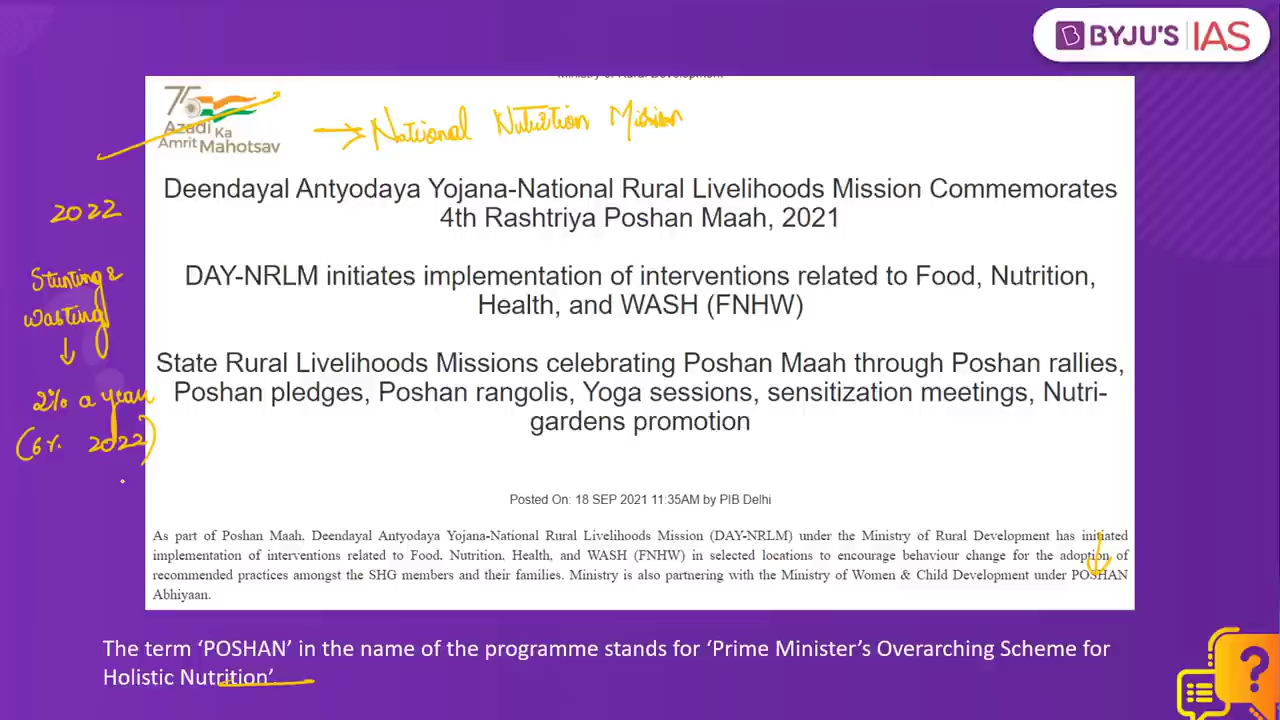 BYJU'S IAS
Ministry of Rural Development
75
Azadi Ka
Amrit Mahotsav
→ National Nutrition Mission
Deendayal Antyodaya Yojana-National Rural Livelihoods Mission Commemorates
4th Rashtriya Poshan Maah, 2021
2022
DAY-NRLM initiates implementation of interventions related to Food, Nutrition,
Health, and WASH (FNHW)
Stunting &
wasting
↓
2% a year
(6% 2022)
State Rural Livelihoods Missions celebrating Poshan Maah through Poshan rallies,
Poshan pledges, Poshan rangolis, Yoga sessions, sensitization meetings, Nutri-
gardens promotion
Posted On: 18 SEP 2021 11:35AM by PIB Delhi
As part of Poshan Maah, Deendayal Antyodaya Yojana-National Rural Livelihoods Mission (DAY-NRLM) under the Ministry of Rural Development has initiated
implementation of interventions related to Food, Nutrition, Health, and WASH (FNHW) in selected locations to encourage behaviour change for the adoption of
recommended practices amongst the SHG members and their families. Ministry is also partnering with the Ministry of Women & Child Development under POSHAN
Abhiyaan.
The term ‘POSHAN’ in the name of the programme stands for ‘Prime Minister’s Overarching Scheme for
Holistic Nutrition’.
?